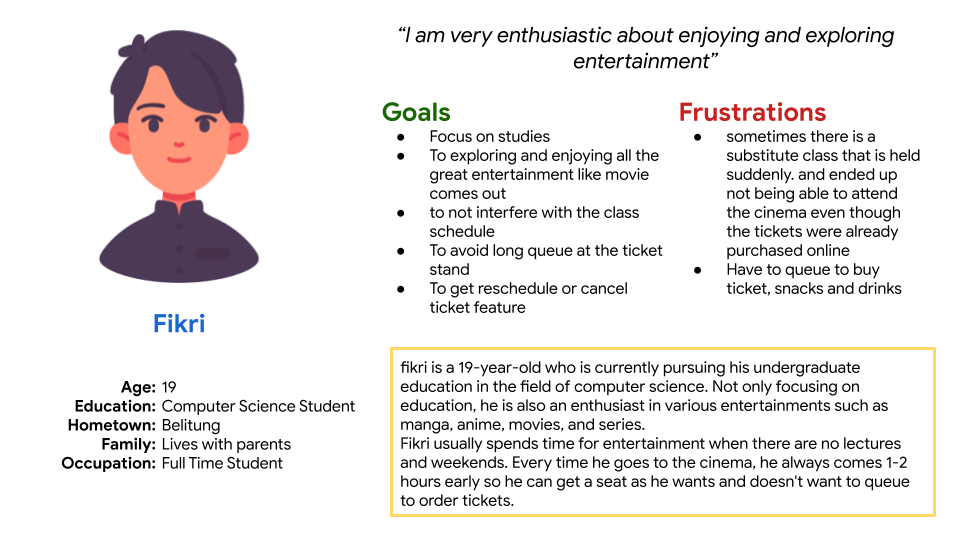 “I am very enthusiastic about enjoying and exploring
entertainment”
Goals
● Focus on studies
● To exploring and enjoying all the
great entertainment like movie
comes out
● to not interfere with the class
schedule
● To avoid long queue at the ticket
stand
● To get reschedule or cancel
ticket feature
Frustrations
● sometimes there is a
substitute class that is held
suddenly. and ended up
not being able to attend
the cinema even though
the tickets were already
purchased online
● Have to queue to buy
ticket, snacks and drinks
Fikri
Age: 19
Education: Computer Science Student
Hometown: Belitung
Family: Lives with parents
Occupation: Full Time Student
fikri is a 19-year-old who is currently pursuing his undergraduate
education in the field of computer science. Not only focusing on
education, he is also an enthusiast in various entertainments such as
manga, anime, movies, and series.
Fikri usually spends time for entertainment when there are no lectures
and weekends. Every time he goes to the cinema, he always comes 1-2
hours early so he can get a seat as he wants and doesn't want to queue
to order tickets.